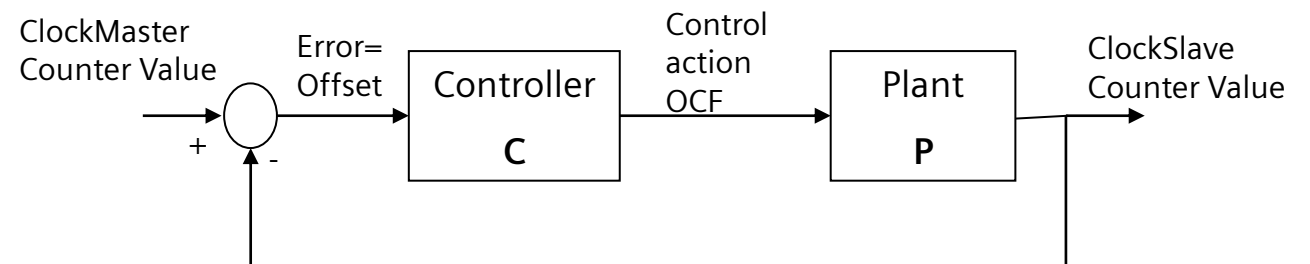 ClockMaster
Counter Value
Error=
Offset
Controller
C
Control
action
OCF
Plant
P
ClockSlave
Counter Value
+
-